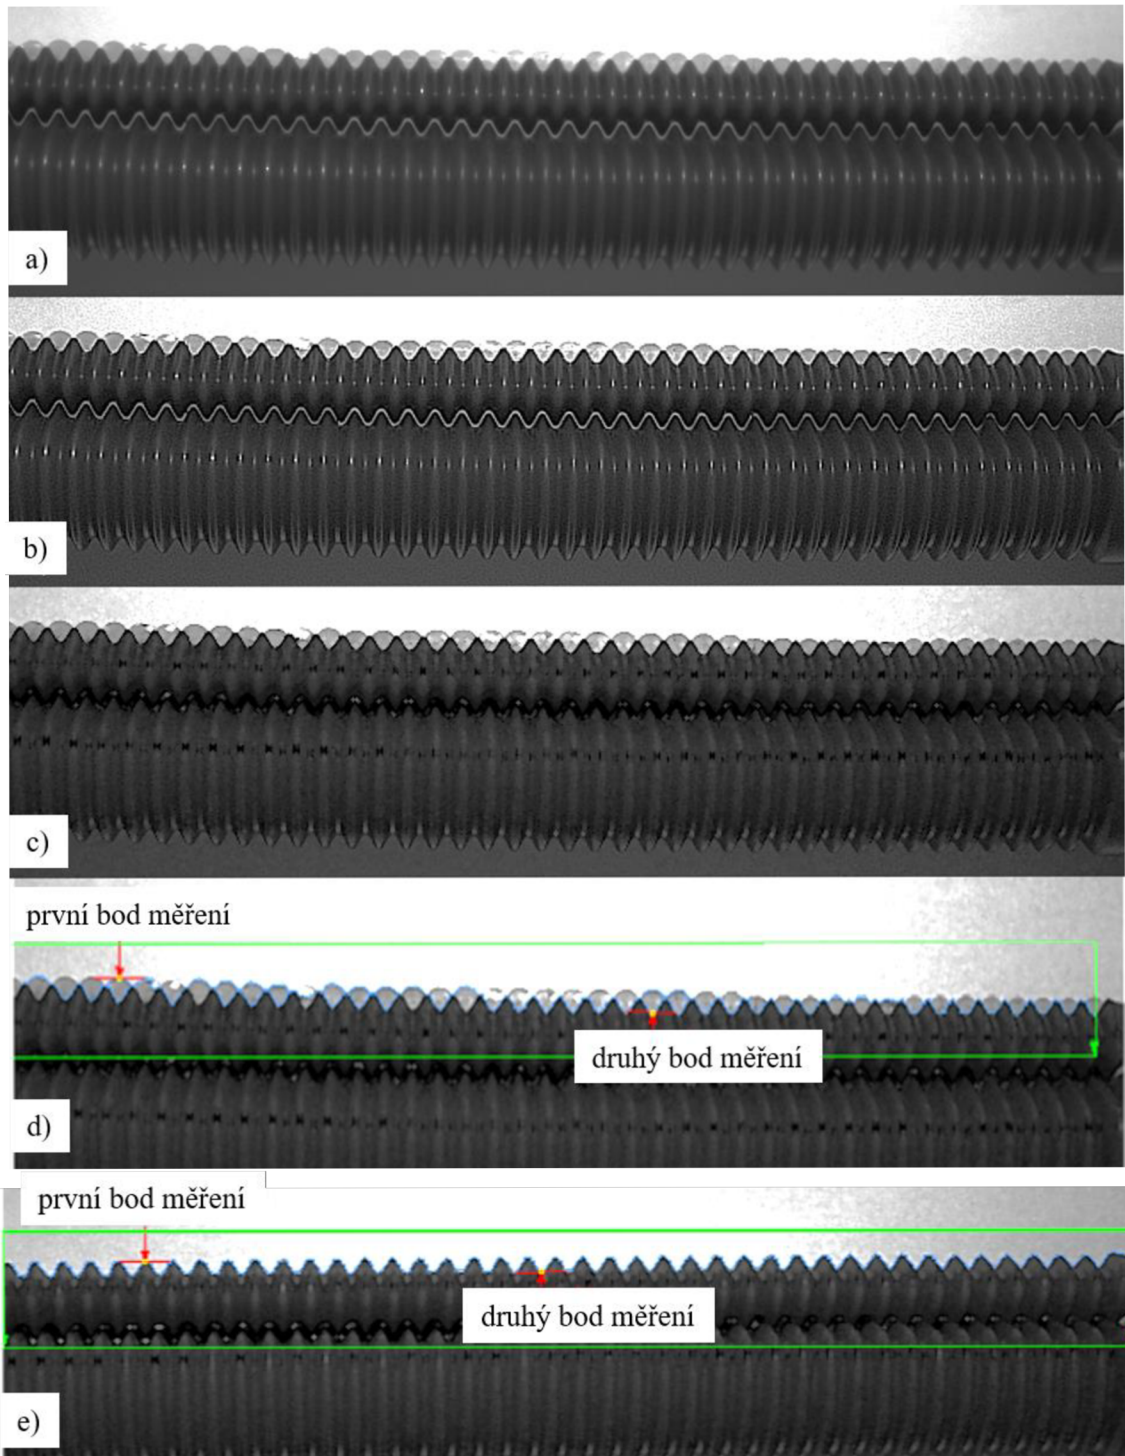 a)
b)
c)
první bod měření
druhý bod měření
d)
první bod měření
druhý bod měření
e)